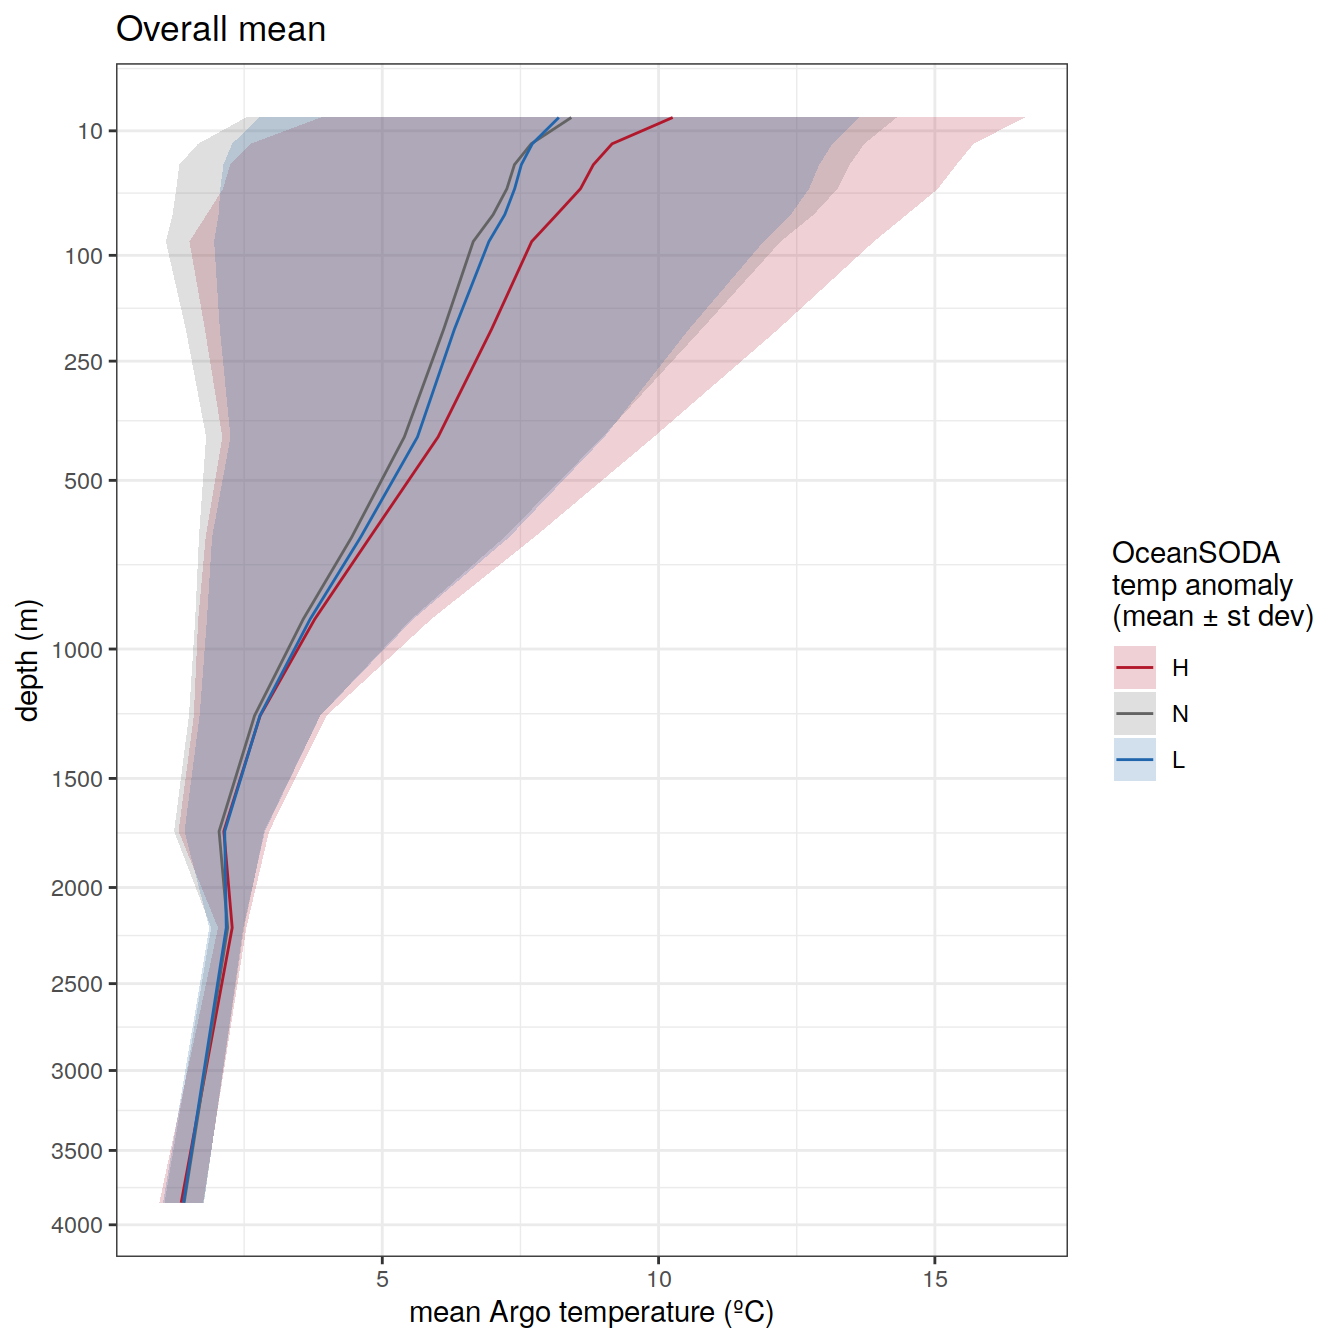 Overall mean
10
100
250
500
1000
1500
2000
2500
3000
3500
4000
depth (m)
5
10
15
mean Argo temperature (ºC)
OceanSODA
temp anomaly
(mean ± st dev)
H
N
L